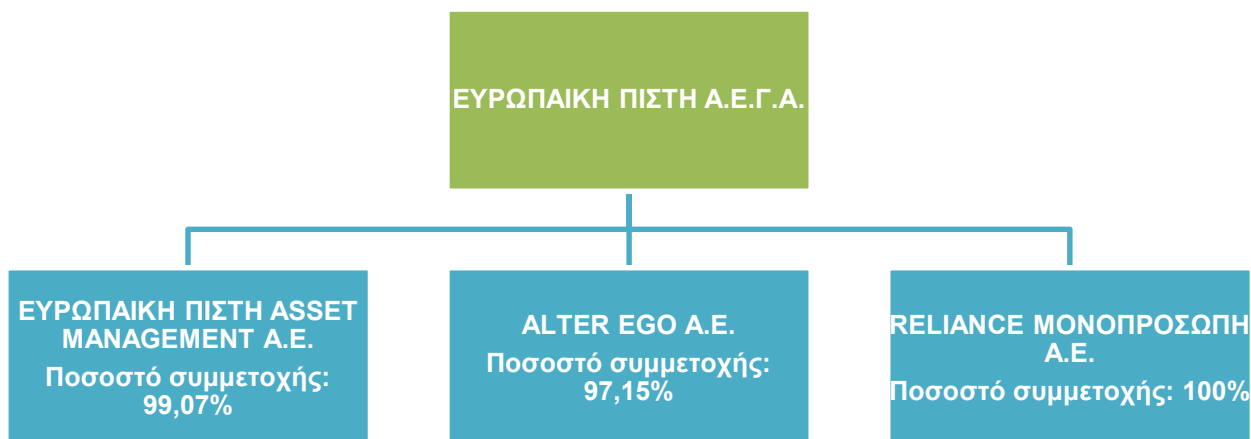 ΕΥΡΩΠΑΙΚΗ ΠΙΣΤΗ Α.Ε.Γ.Α.
ΕΥΡΩΠΑΙΚΗ ΠΙΣΤΗ ASSET
MANAGEMENT Α.Ε.
Ποσοστό συμμετοχής:
99,07%
ALTER EGO Α.Ε.
Ποσοστό συμμετοχής:
97,15%
RELIANCE ΜΟΝΟΠΡΟΣΩΠΗ
Α.Ε.
Ποσοστό συμμετοχής: 100%